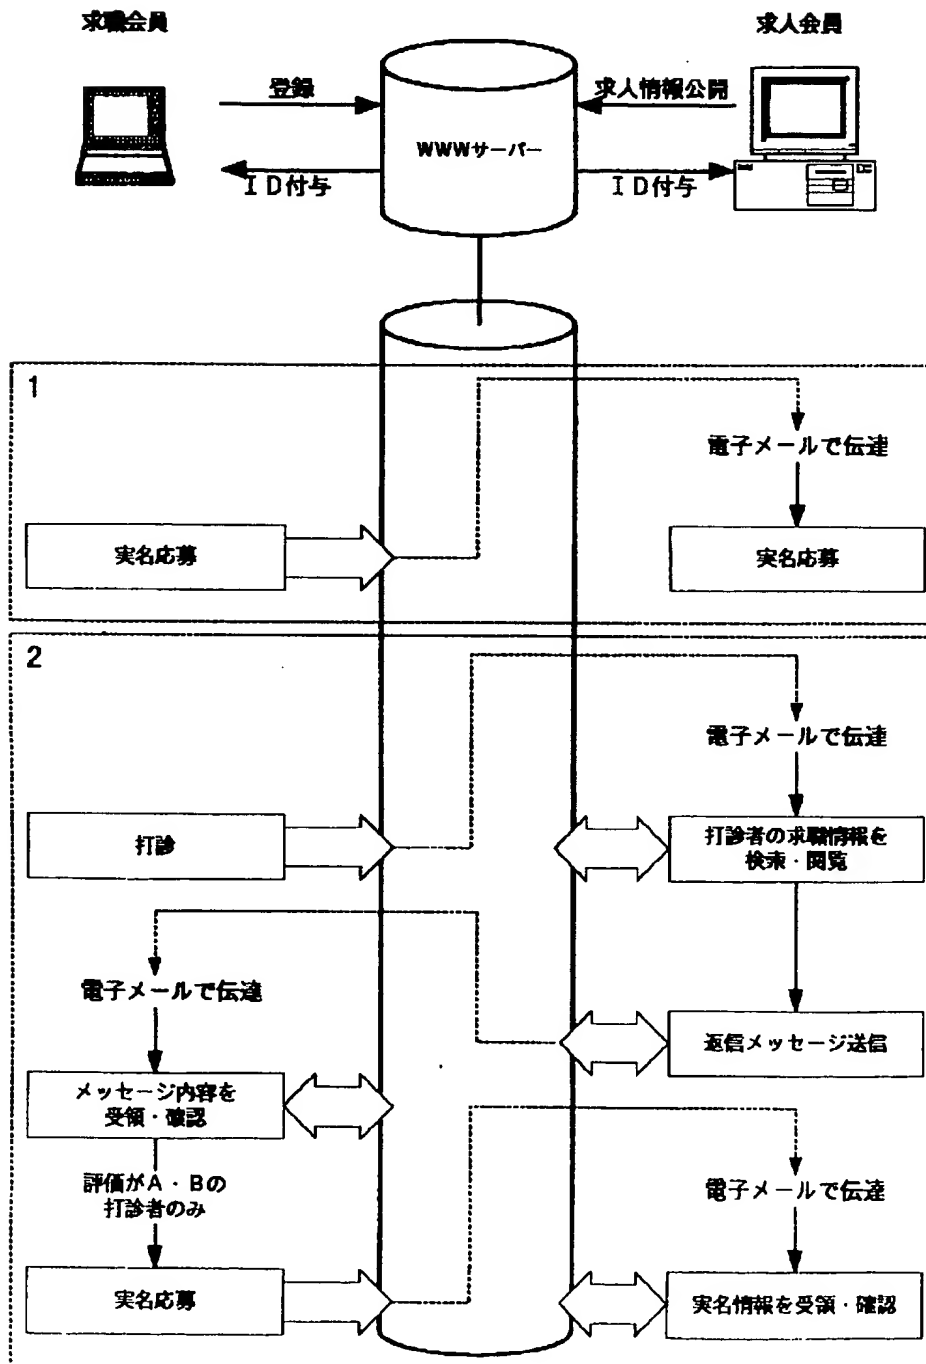 求職会員
求人会員
登録
求人情報公開
WWWサーバー
ＩＤ付与
ＩＤ付与
1
電子メールで伝達
実名応募
実名応募
2
電子メールで伝達
打診
打診者の求職情報を
検索・閲覧
電子メールで伝達
返信メッセージ送信
メッセージ内容を
受領・確認
評価がＡ・Ｂの
打診者のみ
電子メールで伝達
実名応募
実名情報を受領・確認